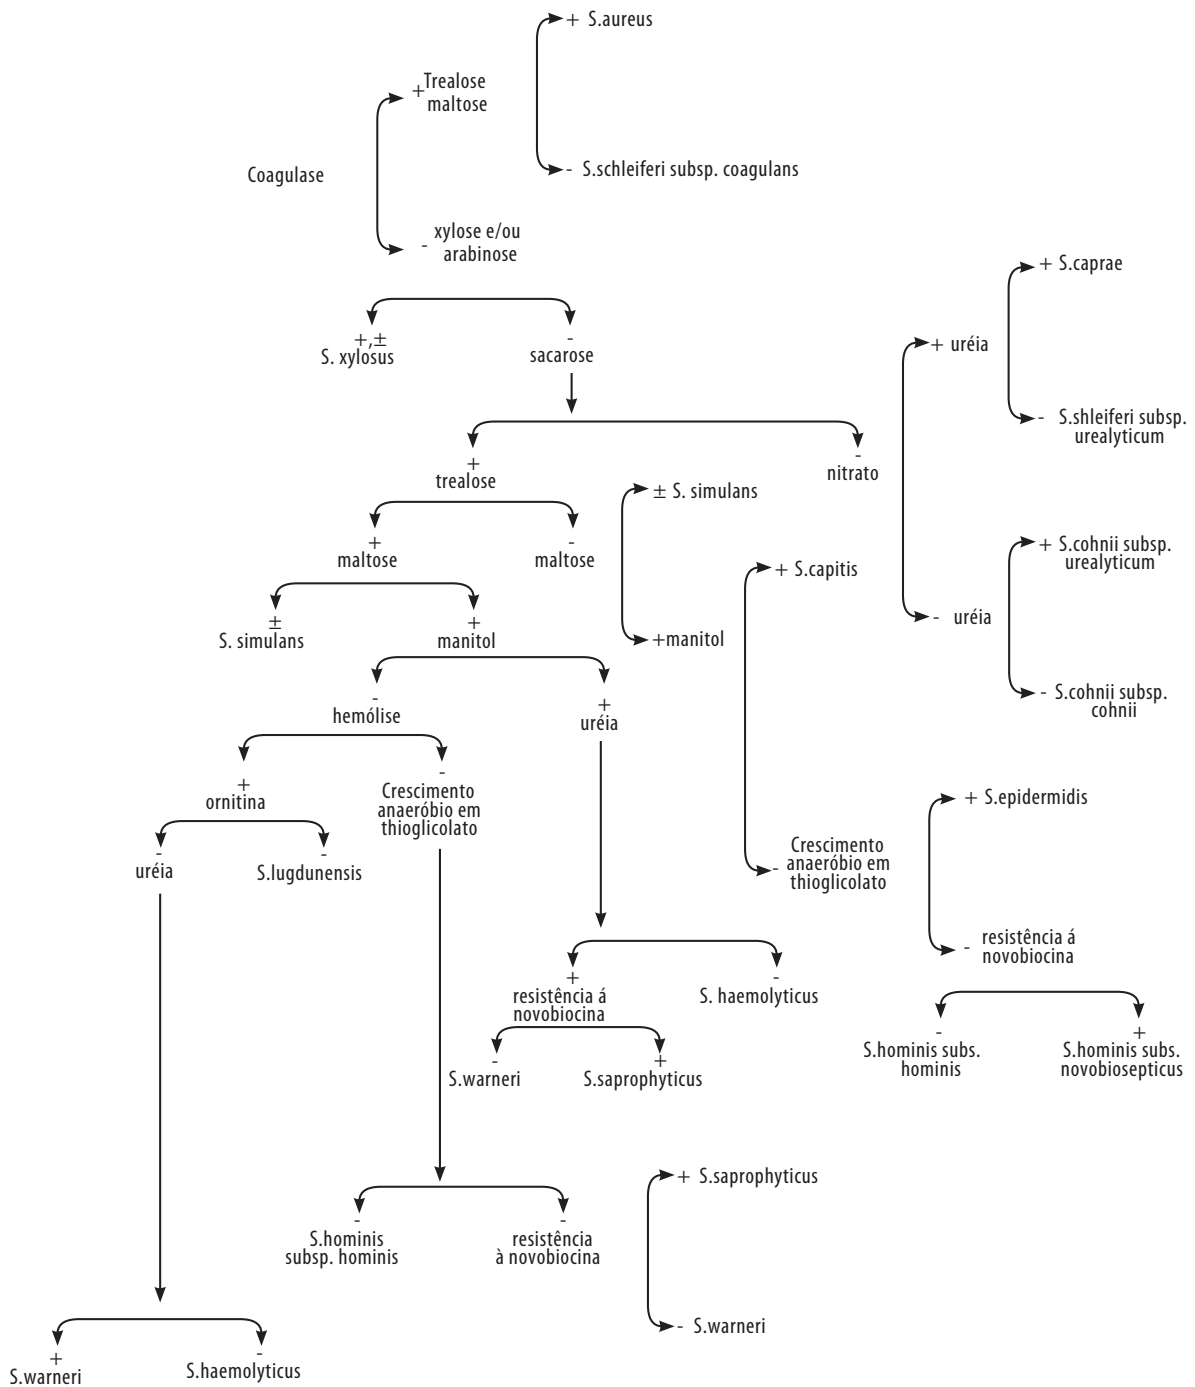 + S.aureus
+Trealose
maltose
Coagulase
- S.schleiferi subsp. coagulans
- xylose e/ou
arabinose
+ S.caprae
+,±
S. xylosus
-
sacarose
+ uréia
- S.shleiferi subsp.
urealyticum
+
trealose
-
nitrato
± S. simulans
+
maltose
-
maltose
+ S.capitis
+ S.cohnii subsp.
urealyticum
±
S. simulans
+
manitol
+manitol
- uréia
-
hemólise
+
uréia
- S.cohnii subsp.
cohnii
+
ornitina
-
Crescimento
anaeróbio em
thioglicolato
+ S.epidermidis
-
uréia
-
S.lugdunensis
Crescimento
- anaeróbio em
thioglicolato
- resistência á
novobiocina
+
resistência á
novobiocina
-
S. haemolyticus
-
S.hominis subs.
hominis
+
S.hominis subs.
novobiosepticus
-
S.warneri
+
S.saprophyticus
+ S.saprophyticus
-
S.hominis
subsp. hominis
-
resistência
à novobiocina
- S.warneri
+
S.warneri
-
S.haemolyticus